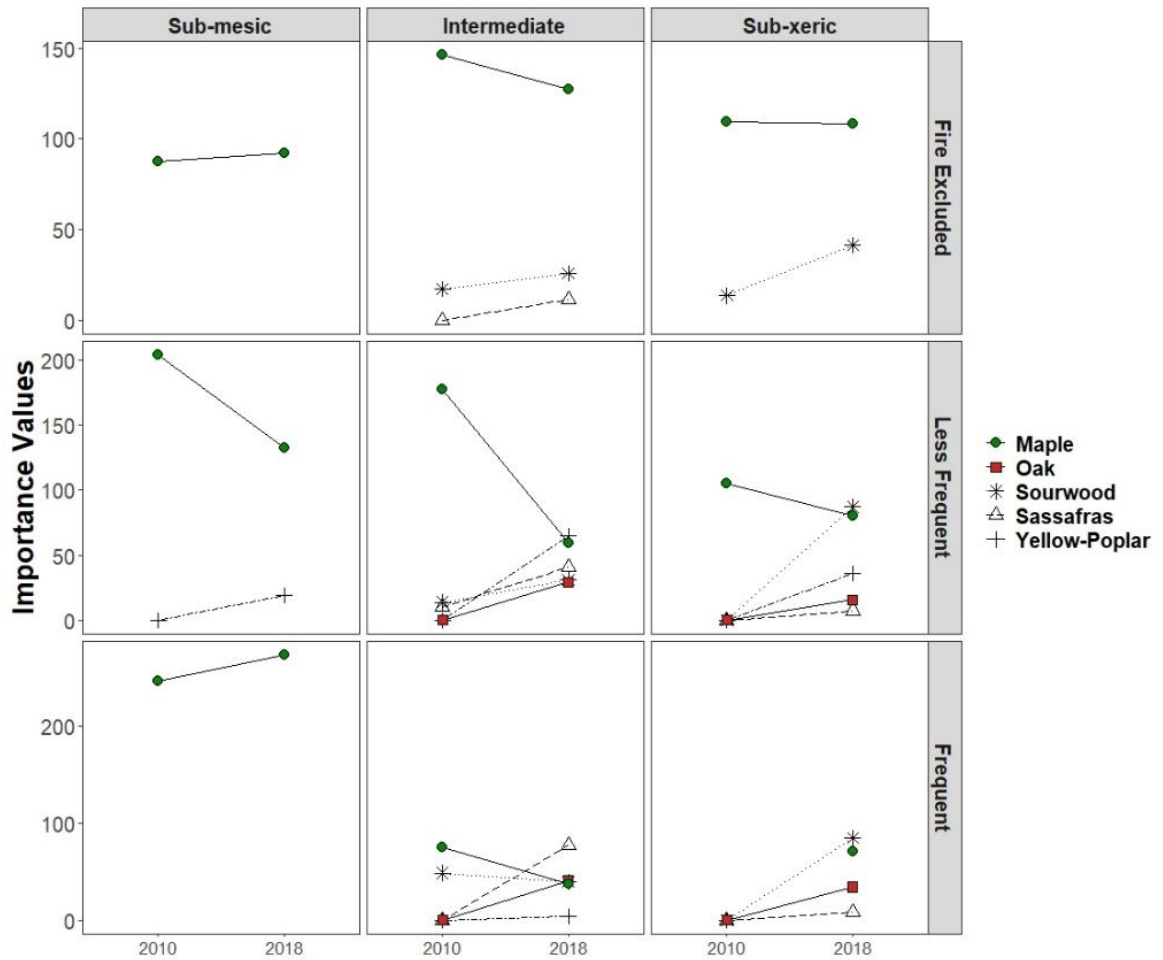 Sub-mesic Intermediate Sub-xeric
150
100
50
0
Fire Excluded
Importance Values
200
150
100
50
0
Less Frequent
200
100
0
Frequent
2010 2018 2010 2018 2010 2018
Maple
Oak
Sourwood
Sassafras
Yellow-Poplar